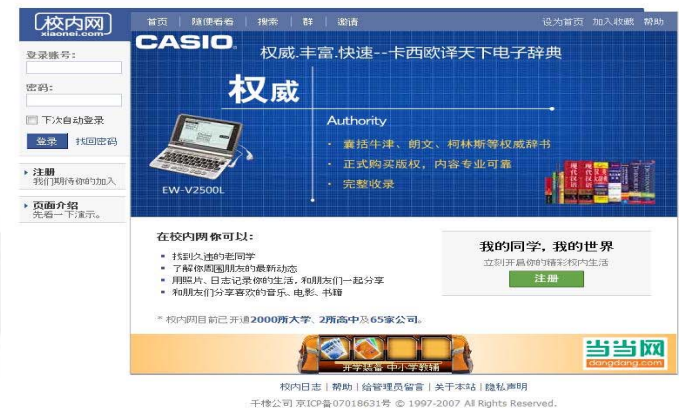 校内网
xiaonei.com
首页 | 随便看看 | 搜索 | 群 | 邀请
设为首页 加入收藏 帮助
登录账号:
密码:
下次自动登录
登录 找回密码
注册
我们期待你的加入
页面介绍
先看一下演示。
CASIO
权威.丰富.快速--卡西欧译天下电子辞典
权威
Authority
· 囊括牛津、朗文、柯林斯等权威辞书
· 正式购买版权，内容专业可靠
· 完整收录
EW-V2500L
在校内网你可以:
找到久违的老同学
了解你周围朋友的最新动态
用照片、日志记录你的生活, 和朋友们一起分享
和朋友们分享喜欢的音乐、电影、书籍
我的同学, 我的世界
立刻开启你的精彩校内生活
注册
* 校内网目前已开通2000所大学、2所高中及65家公司。
开学装备 中小学教辅
当当网
dangdang.com
校内日志 | 帮助 | 给管理员留言 | 关于本站 | 隐私声明
千橡公司 京ICP备07018631号 © 1997-2007 All Rights Reserved.